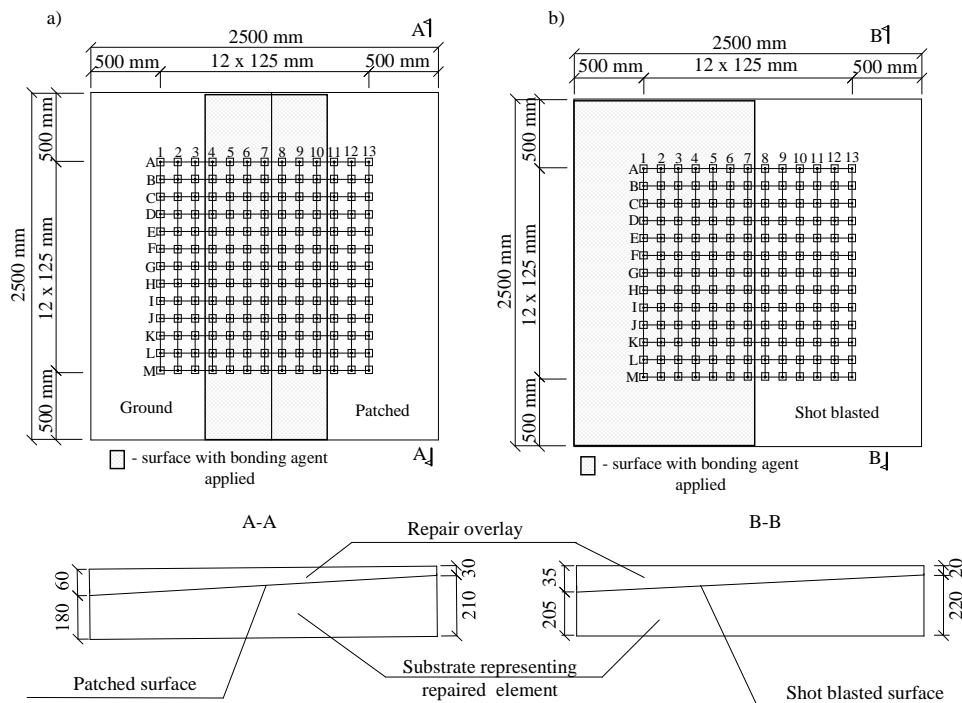 a)
A
2500 mm
500 mm
12 x 125 mm
500 mm
500 mm
2500 mm
12 x 125 mm
500 mm
1 2 3 4 5 6 7 8 9 10 11 12 13
A
B
C
D
E
F
G
H
I
J
K
L
M
Ground
Patched
A
- surface with bonding agent
applied
b)
B
2500 mm
500 mm
12 x 125 mm
500 mm
500 mm
2500 mm
12 x 125 mm
500 mm
1 2 3 4 5 6 7 8 9 10 11 12 13
A
B
C
D
E
F
G
H
I
J
K
L
M
Shot blasted
B
- surface with bonding agent
applied
A-A
Repair overlay
B-B
60
180
30
210
35
205
20
220
Patched surface
Substrate representing
repaired element
Shot blasted surface